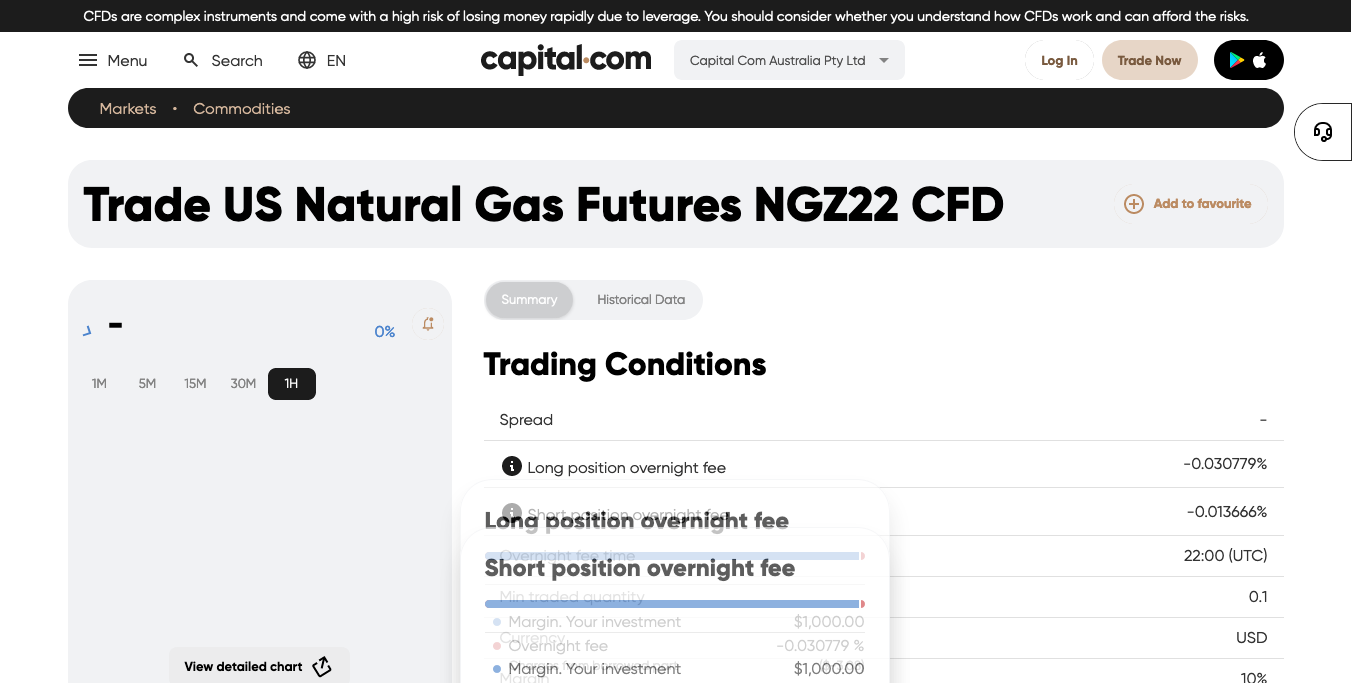 CFDs are complex instruments and come with a high risk of losing money rapidly due to leverage. You should consider whether you understand how CFDs work and can afford the risks.
Menu Search EN capital.com Capital Com Australia Pty Ltd Log In Trade Now
Markets • Commodities
Trade US Natural Gas Futures NGZ22 CFD Add to favourite
Summary Historical Data
- 0%
1M 5M 15M 30M 1H
View detailed chart
Trading Conditions
Spread -
Long position overnight fee -0.030779%
Short position overnight fee -0.013666%
Overnight fee time 22:00 (UTC)
Min traded quantity 0.1
Currency USD
Margin 10%
Long position overnight fee
Margin. Your investment $1,000.00
Overnight fee -0.030779 %
Short position overnight fee
Margin. Your investment $1,000.00